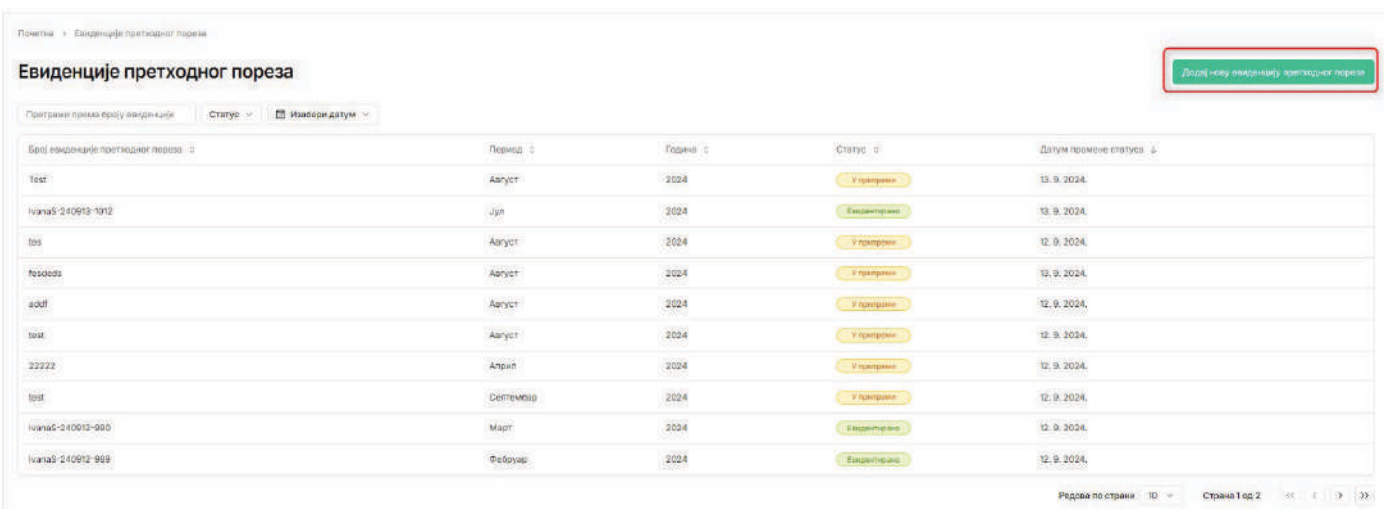 Почетна > Евиденције претходног пореза
Евиденције претходног пореза
Додај нову евиденцију претходног пореза
Претражи према броју евиденције Статус Изабери датум
Број евиденције претходног пореза Период Година Статус Датум промене статуса
Test Август 2024 У припреми 13. 9. 2024.
IvanaS-240913-1012 Јул 2024 Евидентирано 13. 9. 2024.
tes Август 2024 У припреми 12. 9. 2024.
Август 2024 У припреми 13. 9. 2024.
addf Август 2024 У припреми 12. 9. 2024.
test Август 2024 У припреми 12. 9. 2024.
22222 Април 2024 У припреми 12. 9. 2024.
test Септембар 2024 У припреми 12. 9. 2024.
IvanaS-240912-990 Март 2024 Евидентирано 12. 9. 2024.
IvanaS-240912-989 Фебруар 2024 Евидентирано 12. 9. 2024.
Редова по страни 10 Страна 1 од 2